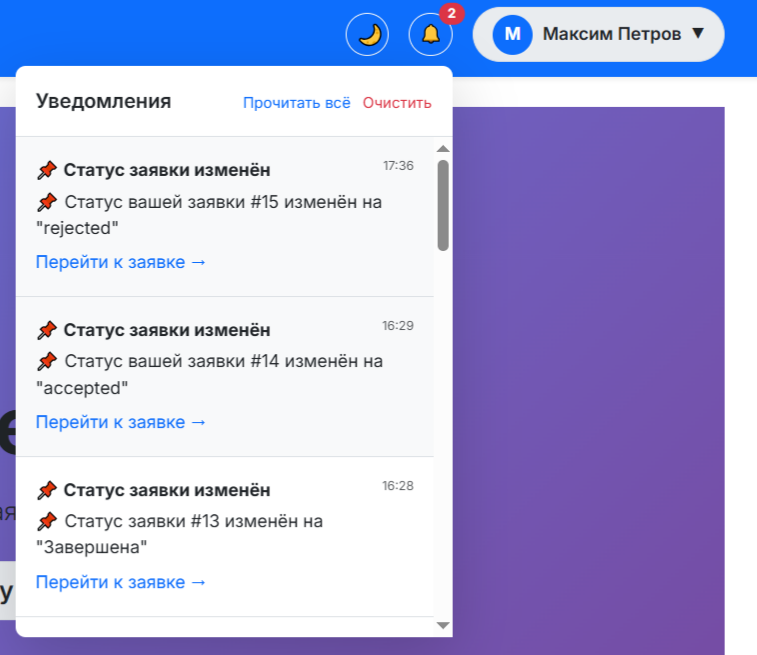 2
М Максим Петров ▼
Уведомления Прочитать всё Очистить
📌 Статус заявки изменён 17:36
📌 Статус вашей заявки #15 изменён на
"rejected"
Перейти к заявке →
📌 Статус заявки изменён 16:29
📌 Статус вашей заявки #14 изменён на
"accepted"
Перейти к заявке →
📌 Статус заявки изменён 16:28
📌 Статус заявки #13 изменён на
"Завершена"
Перейти к заявке →